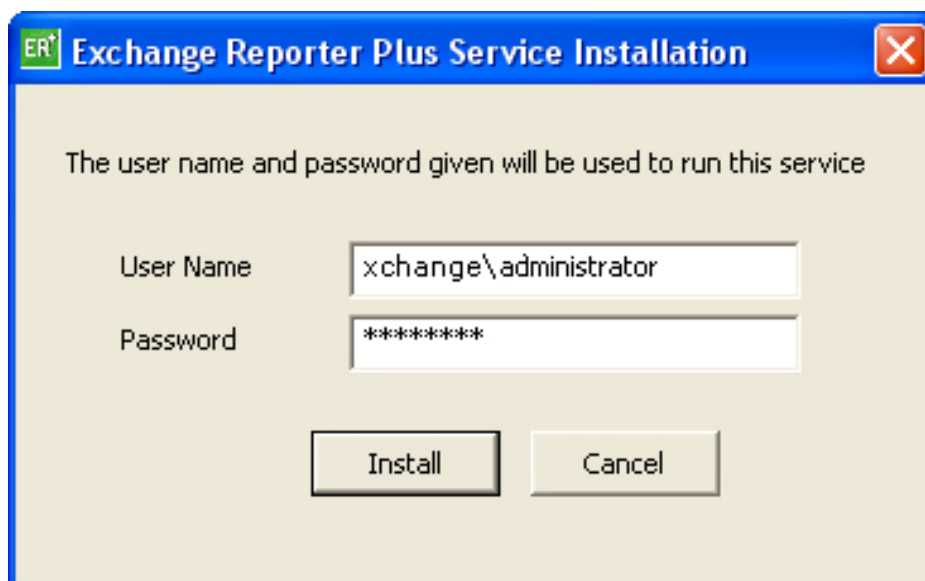 ER+ Exchange Reporter Plus Service Installation
The user name and password given will be used to run this service
User Name xchange\administrator
Password ********
Install Cancel